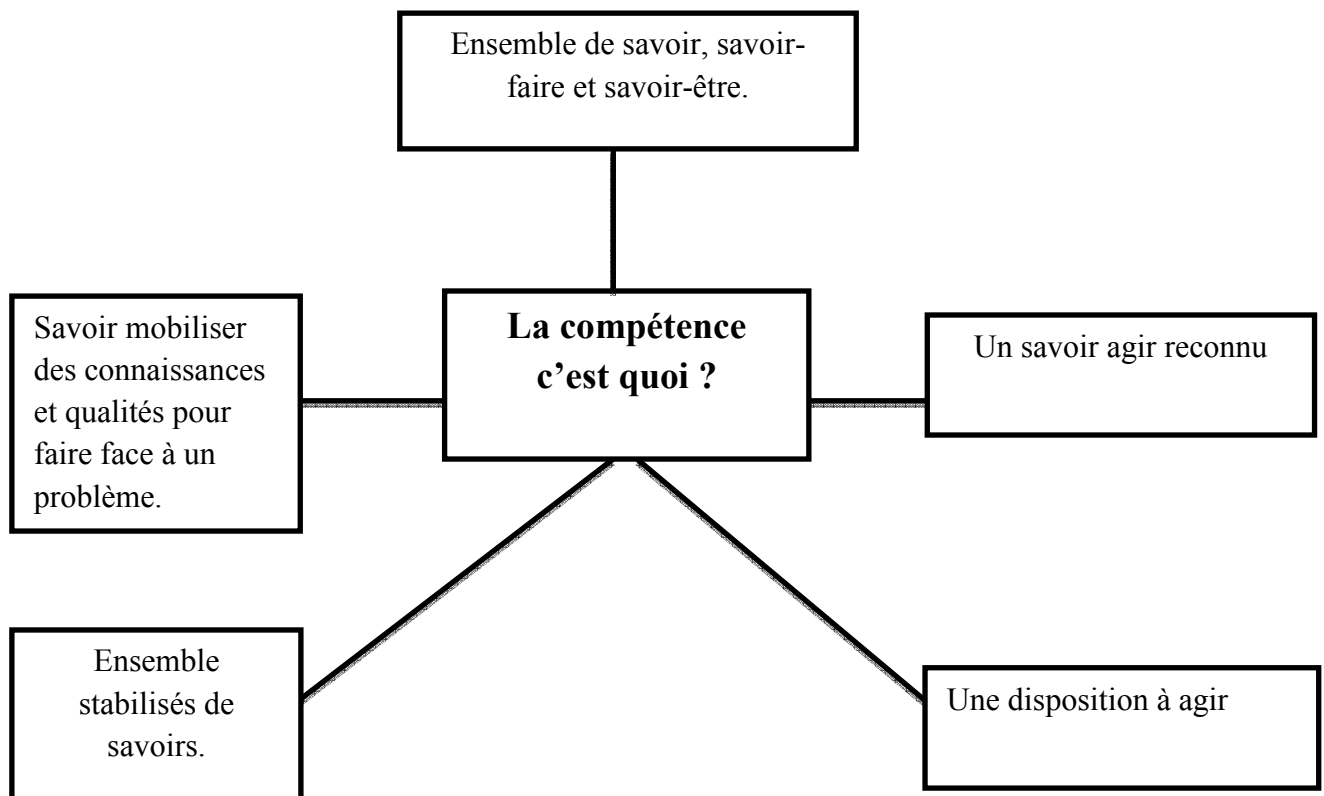 Ensemble de savoir, savoir-
faire et savoir-être.
Savoir mobiliser
des connaissances
et qualités pour
faire face à un
problème.
La compétence
c’est quoi ?
Un savoir agir reconnu
Ensemble
stabilisés de
savoirs.
Une disposition à agir